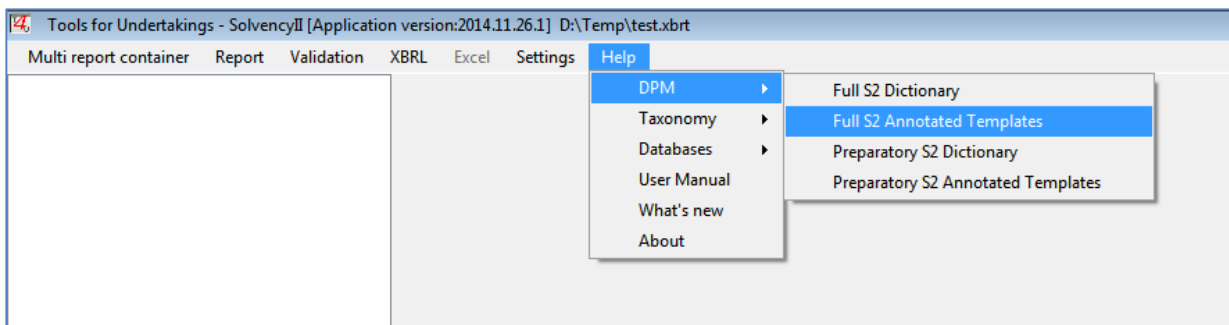 Tools for Undertakings - SolvencyII [Application version:2014.11.26.1] D:\Temp\test.xbrt
Multi report container Report Validation XBRL Excel Settings Help
DPM
Taxonomy
Databases
User Manual
What's new
About
Full S2 Dictionary
Full S2 Annotated Templates
Preparatory S2 Dictionary
Preparatory S2 Annotated Templates